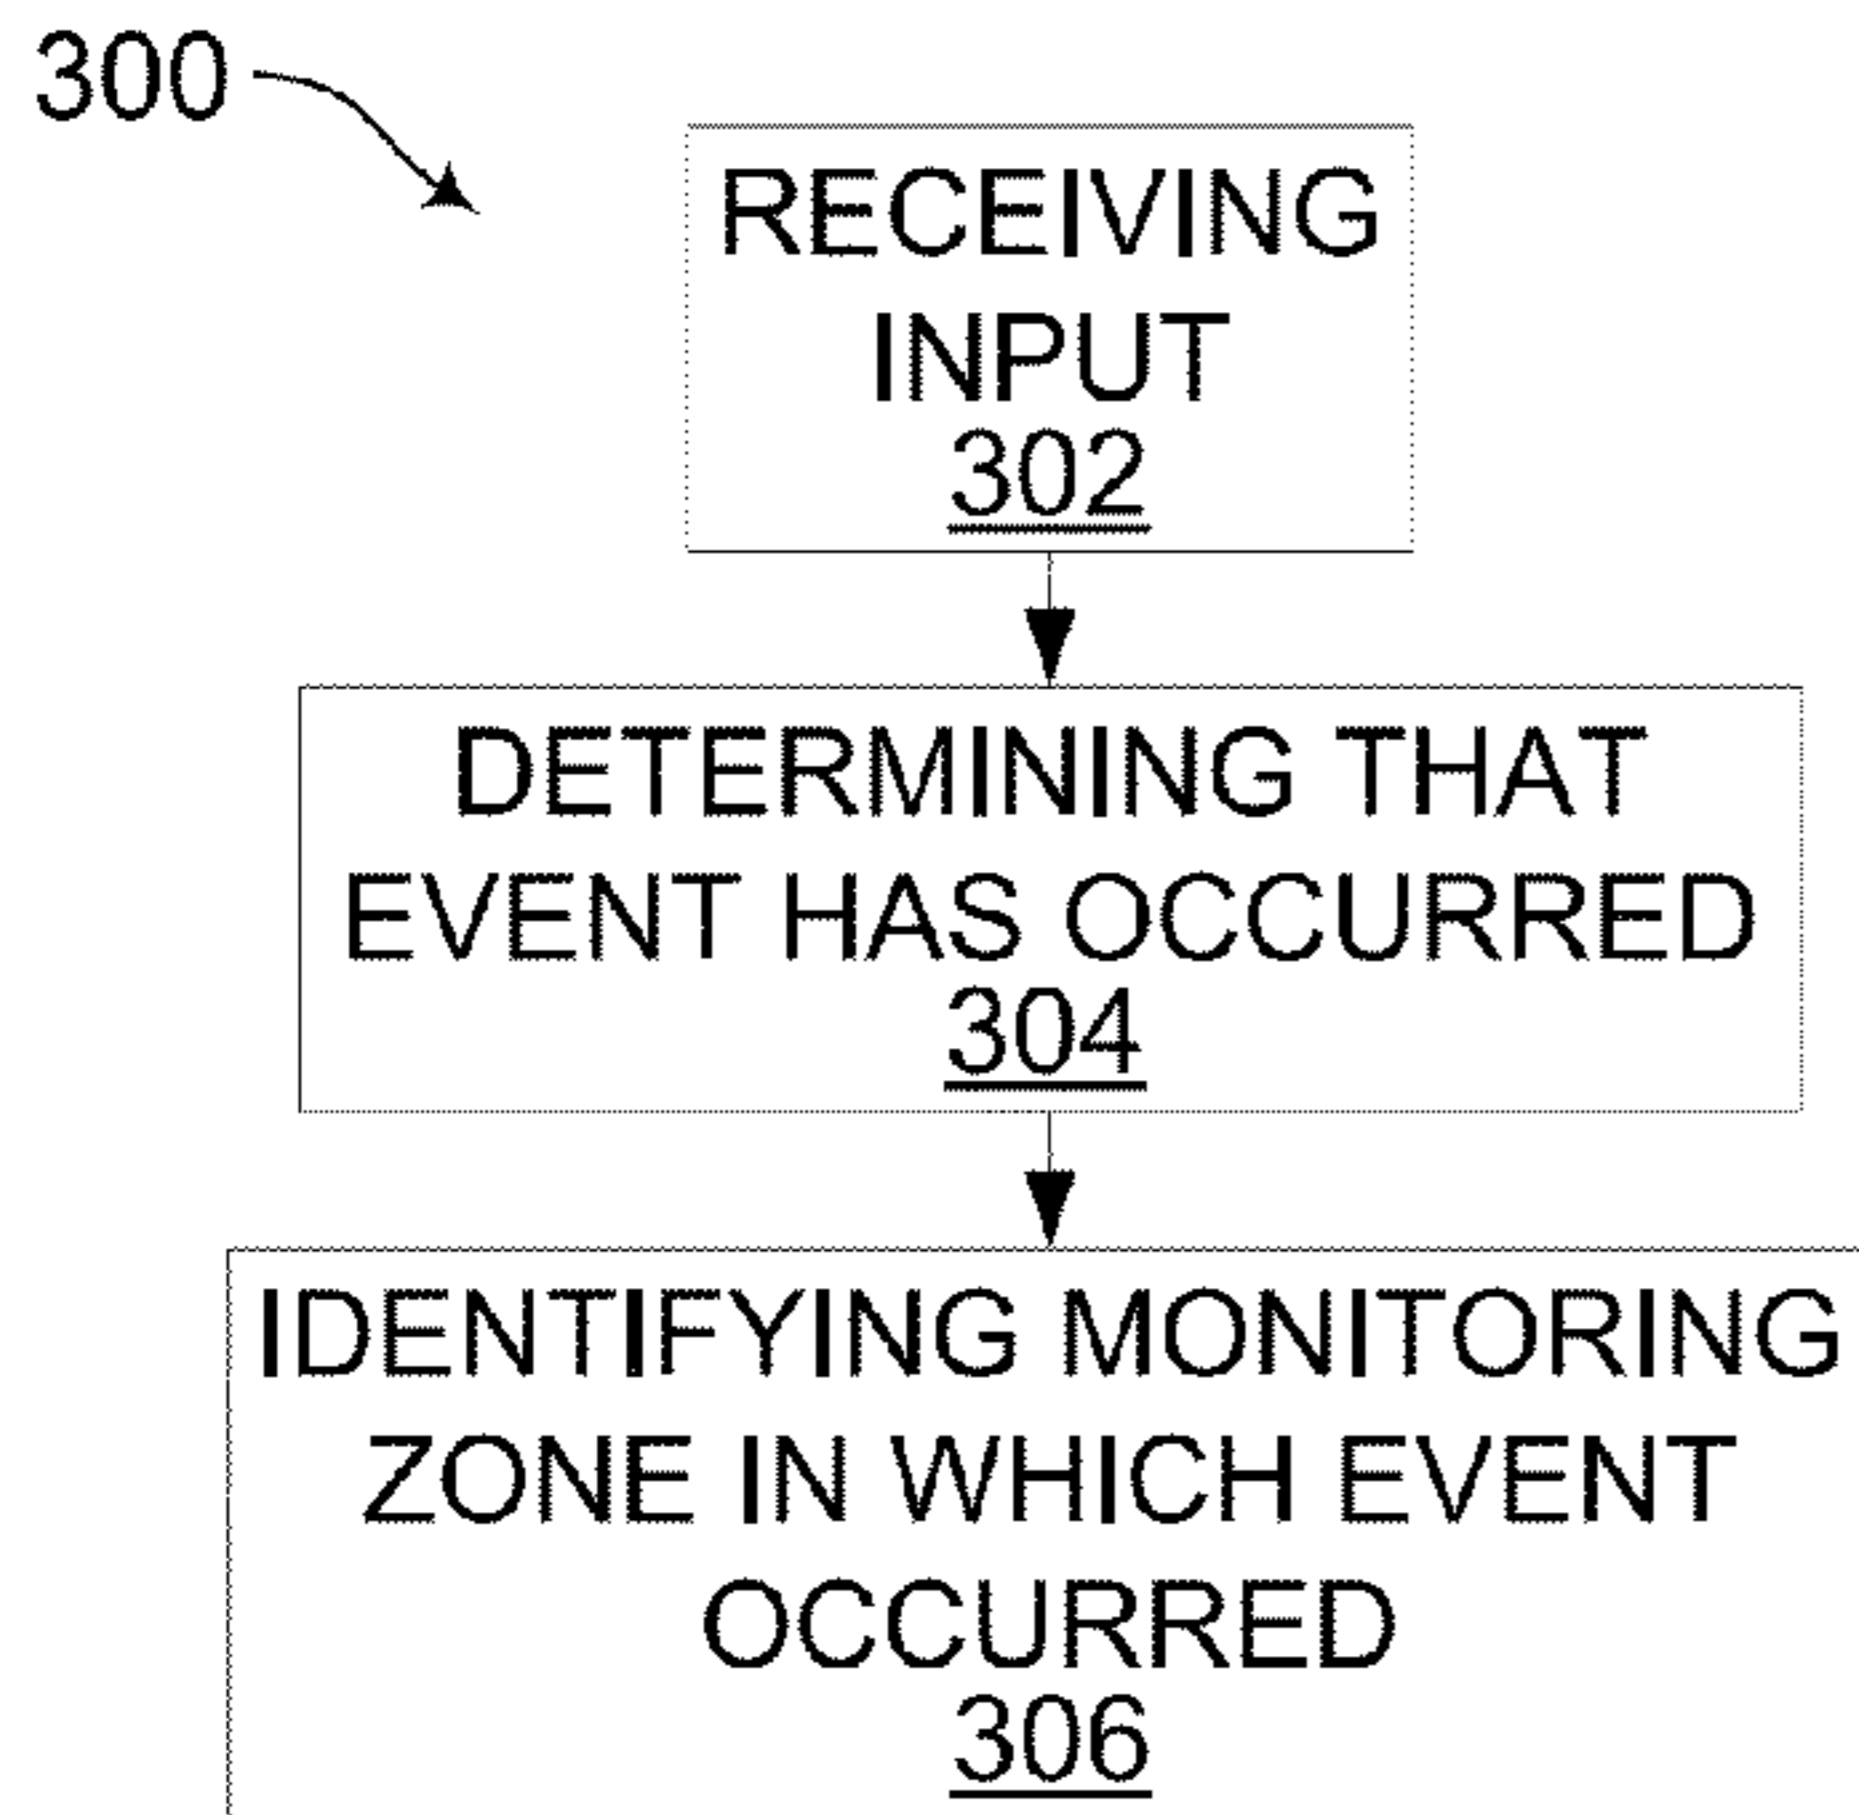 300
RECEIVING
INPUT
302
DETERMINING THAT
EVENT HAS OCCURRED
304
IDENTIFYING MONITORING
ZONE IN WHICH EVENT
OCCURRED
306